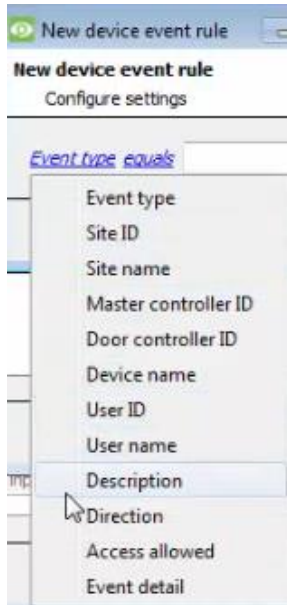 New device event rule
New device event rule
Configure settings
Event type equals
Event type
Site ID
Site name
Master controller ID
Door controller ID
Device name
User ID
User name
Description
Direction
Access allowed
Event detail